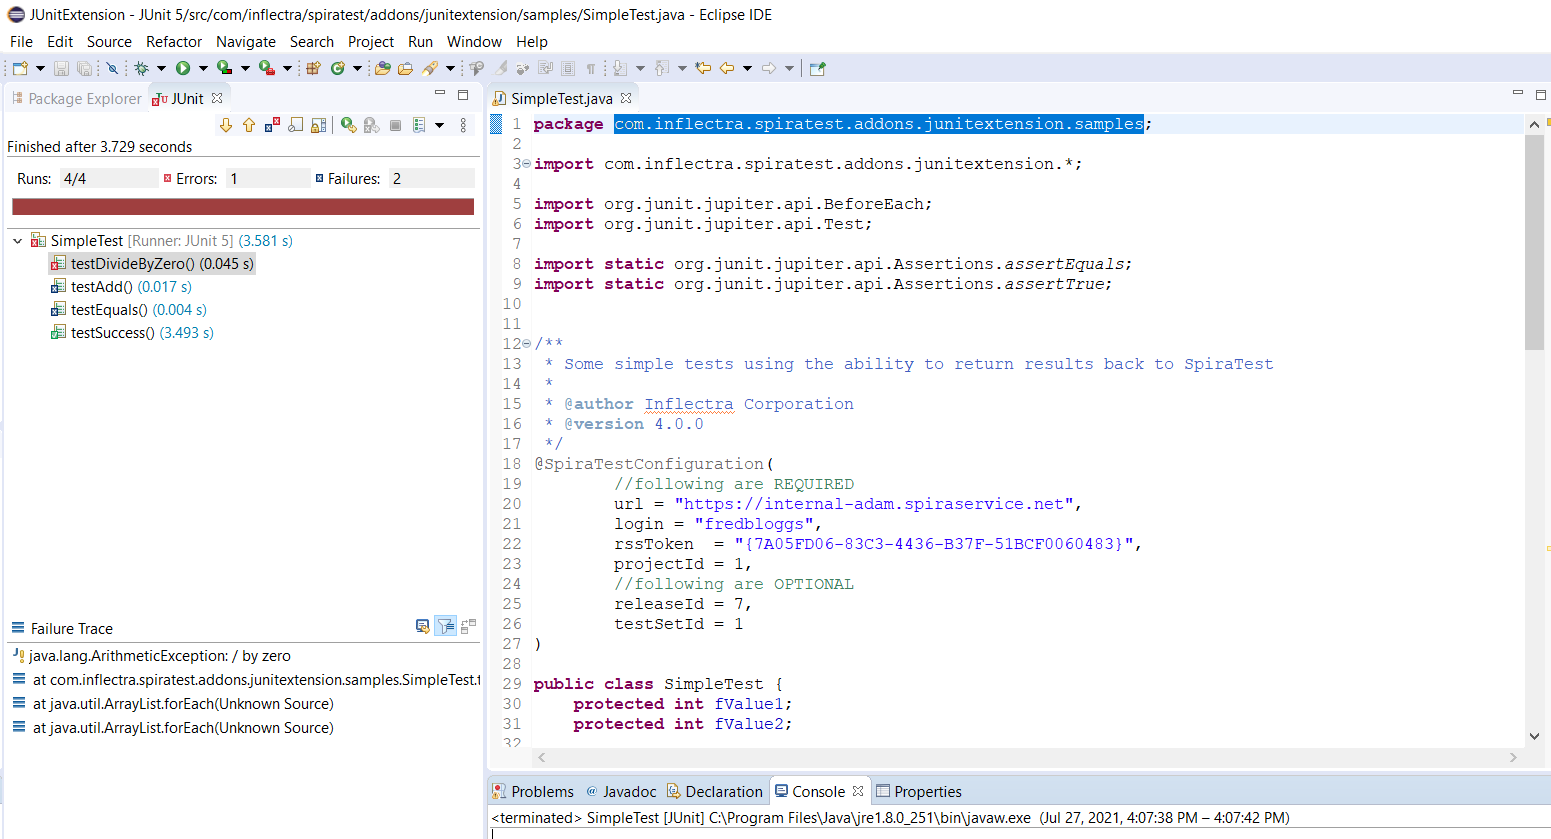 JUnitExtension - JUnit 5/src/com/inflectra/spiratest/addons/junitextension/samples/SimpleTest.java - Eclipse IDE
File Edit Source Refactor Navigate Search Project Run Window Help
Package Explorer JUnit
Finished after 3.729 seconds
Runs: 4/4 Errors: 1 Failures: 2
SimpleTest [Runner: JUnit 5] (3.581 s)
testDivideByZero() (0.045 s)
testAdd() (0.017 s)
testEquals() (0.004 s)
testSuccess() (3.493 s)
Failure Trace
java.lang.ArithmeticException: / by zero
at com.inflectra.spiratest.addons.junitextension.samples.SimpleTest.t
at java.util.ArrayList.forEach(Unknown Source)
at java.util.ArrayList.forEach(Unknown Source)
SimpleTest.java
1 package com.inflectra.spiratest.addons.junitextension.samples;
2
3 import com.inflectra.spiratest.addons.junitextension.*;
4
5 import org.junit.jupiter.api.BeforeEach;
6 import org.junit.jupiter.api.Test;
7
8 import static org.junit.jupiter.api.Assertions.assertEquals;
9 import static org.junit.jupiter.api.Assertions.assertTrue;
10
11
12 /**
13 * Some simple tests using the ability to return results back to SpiraTest
14 *
15 * @author Inflectra Corporation
16 * @version 4.0.0
17 */
18 @SpiraTestConfiguration(
19 //following are REQUIRED
20 url = "https://internal-adam.spiraservice.net",
21 login = "fredbloggs",
22 rssToken = "{7A05FD06-83C3-4436-B37F-51BCF0060483}",
23 projectId = 1,
24 //following are OPTIONAL
25 releaseId = 7,
26 testSetId = 1
27 )
28
29 public class SimpleTest {
30 protected int fValue1;
31 protected int fValue2;
32
Problems Javadoc Declaration Console Properties
<terminated> SimpleTest [JUnit] C:\Program Files\Java\jre1.8.0_251\bin\javaw.exe (Jul 27, 2021, 4:07:38 PM – 4:07:42 PM)